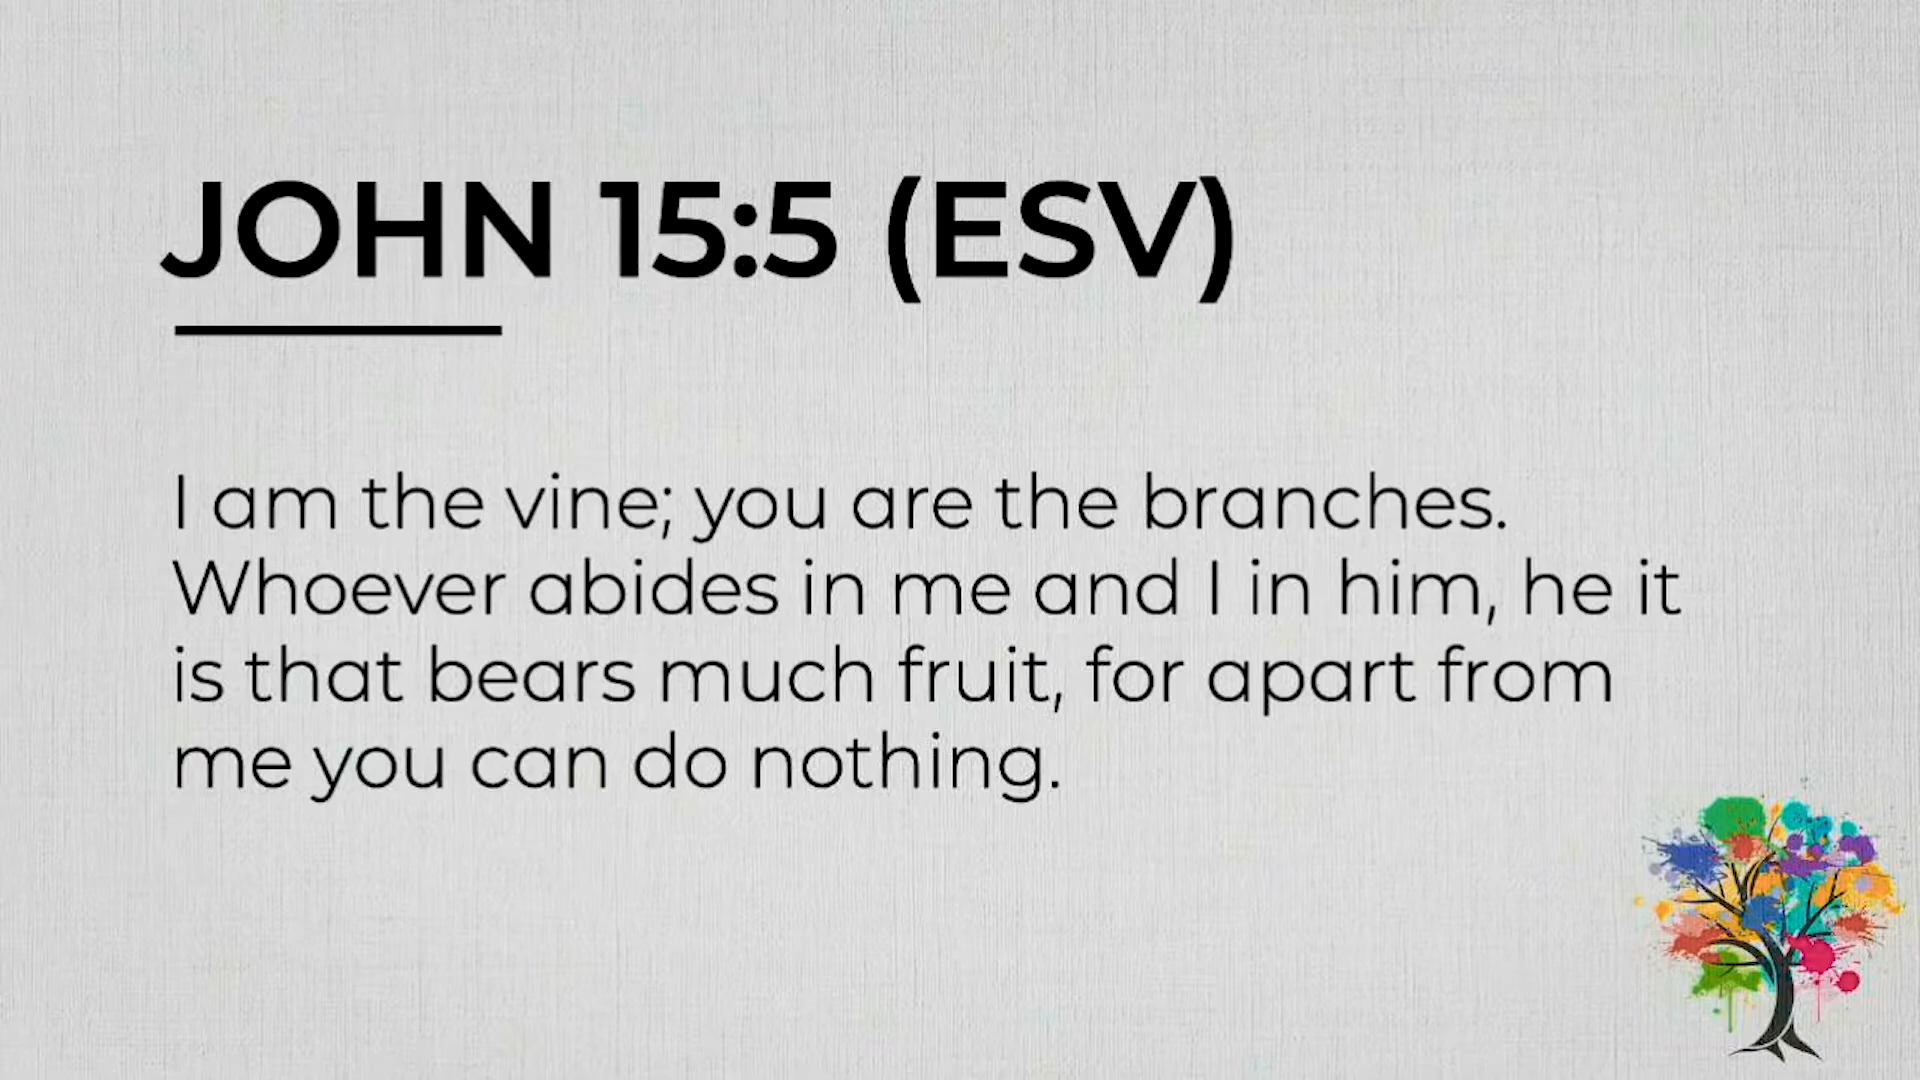 JOHN 15:5 (ESV)
I am the vine; you are the branches.
Whoever abides in me and I in him, he it
is that bears much fruit, for apart from
me you can do nothing.